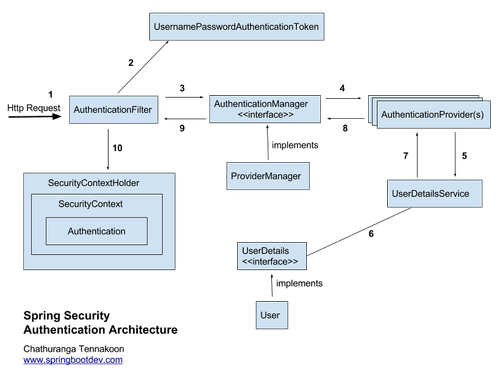 UsernamePasswordAuthenticationToken
1
2
3
4
Http Request
AuthenticationFilter
AuthenticationManager
<<interface>>
AuthenticationProvider(s)
9
8
10
implements
7
5
SecurityContextHolder
SecurityContext
Authentication
ProviderManager
UserDetailsService
6
UserDetails
<<interface>>
implements
User
Spring Security
Authentication Architecture
Chathuranga Tennakoon
www.springbootdev.com